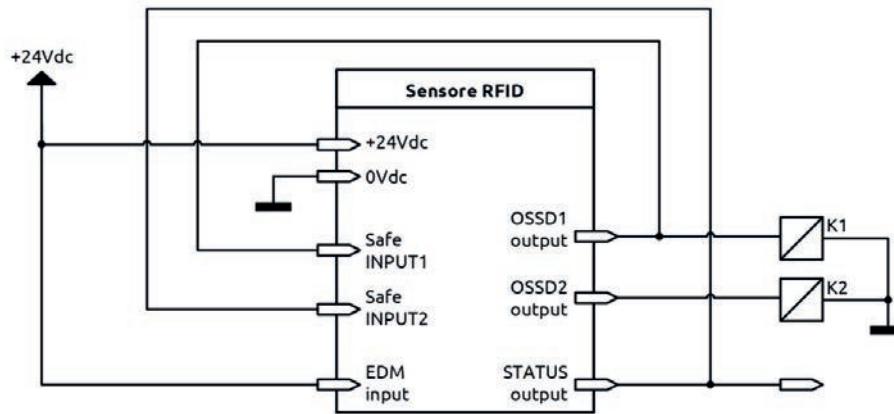 +24Vdc
Sensore RFID
+24Vdc
0Vdc
Safe
INPUT1
Safe
INPUT2
EDM
input
OSSD1
output
OSSD2
output
STATUS
output
K1
K2